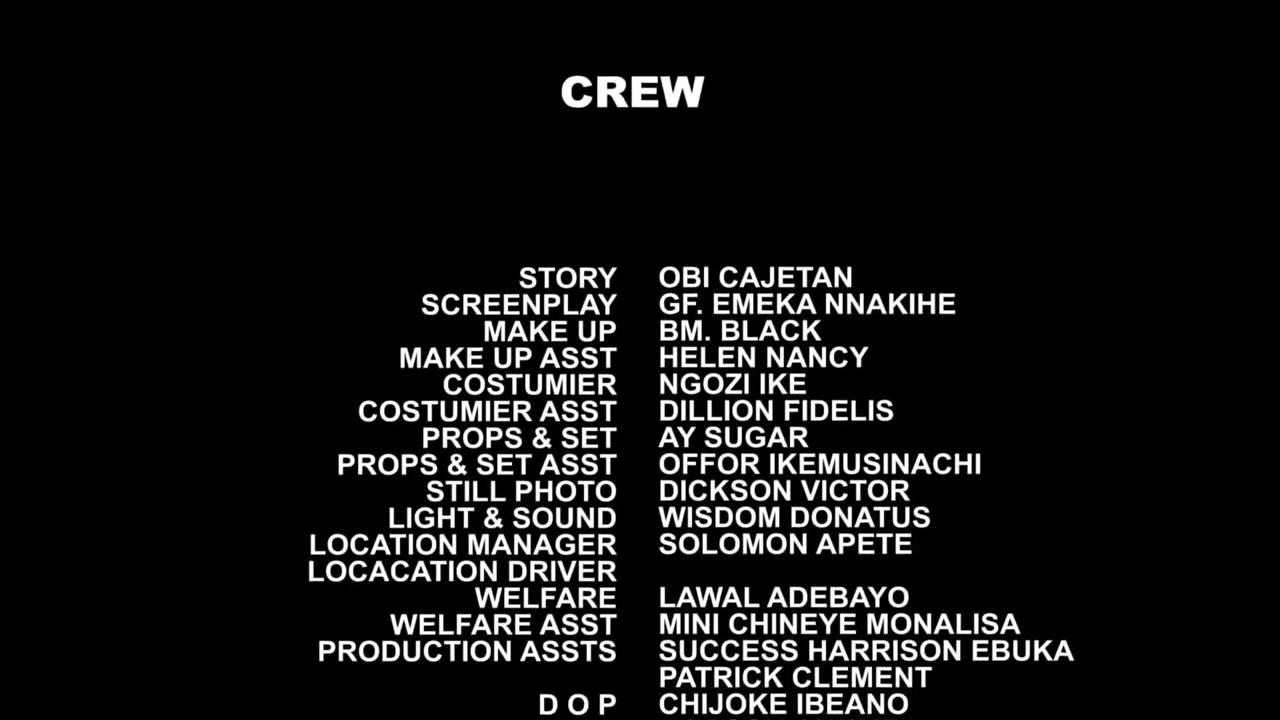 CREW
STORY OBI CAJETAN
SCREENPLAY GF. EMEKA NNAKIHE
MAKE UP BM. BLACK
MAKE UP ASST HELEN NANCY
COSTUMIER NGOZI IKE
COSTUMIER ASST DILLION FIDELIS
PROPS & SET AY SUGAR
PROPS & SET ASST OFFOR IKEMUSINACHI
STILL PHOTO DICKSON VICTOR
LIGHT & SOUND WISDOM DONATUS
LOCATION MANAGER SOLOMON APETE
LOCACATION DRIVER
WELFARE LAWAL ADEBAYO
WELFARE ASST MINI CHINEYE MONALISA
PRODUCTION ASSTS SUCCESS HARRISON EBUKA
PATRICK CLEMENT
D O P CHIJOKE IBEANO